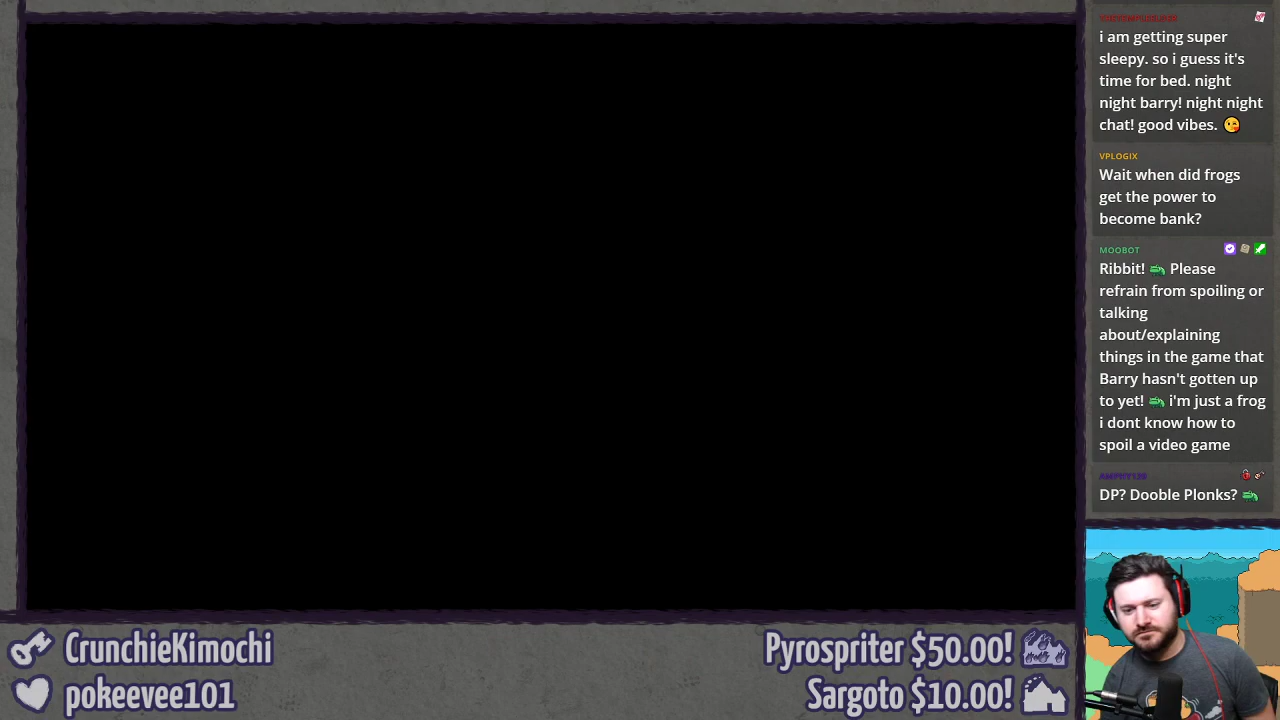 i am getting super
sleepy. so i guess it's
time for bed. night
night barry! night night
chat! good vibes. 😘
VPLOGIX
Wait when did frogs
get the power to
become bank?
MOOBOT
Ribbit! Please
refrain from spoiling or
talking
about/explaining
things in the game that
Barry hasn't gotten up
to yet! i'm just a frog
i dont know how to
spoil a video game
DP? Dooble Plonks?
CrunchieKimochi
pokeevee101
Pyrospriter $50.00!
Sargoto $10.00!